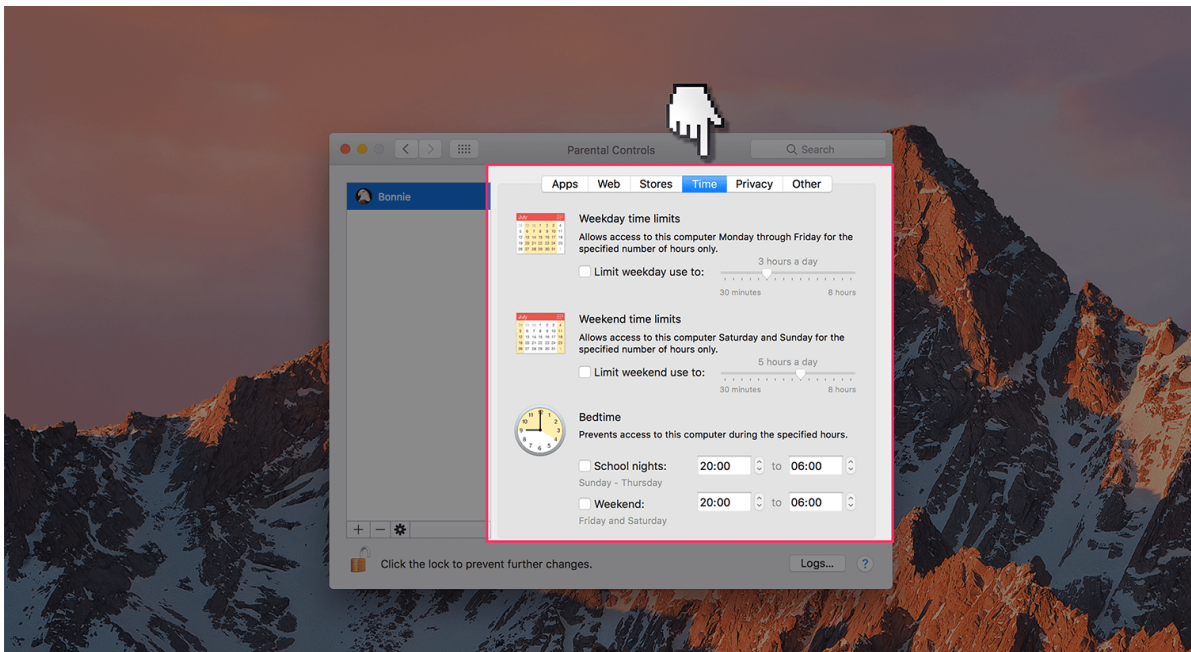 Parental Controls
Search
Bonnie
Apps Web Stores Time Privacy Other
July
Weekday time limits
Allows access to this computer Monday through Friday for the
specified number of hours only.
3 hours a day
Limit weekday use to:
30 minutes 8 hours
July
Weekend time limits
Allows access to this computer Saturday and Sunday for the
specified number of hours only.
5 hours a day
Limit weekend use to:
30 minutes 8 hours
Bedtime
Prevents access to this computer during the specified hours.
School nights: 20:00 to 06:00
Sunday - Thursday
Weekend: 20:00 to 06:00
Friday and Saturday
Click the lock to prevent further changes.
Logs... ?